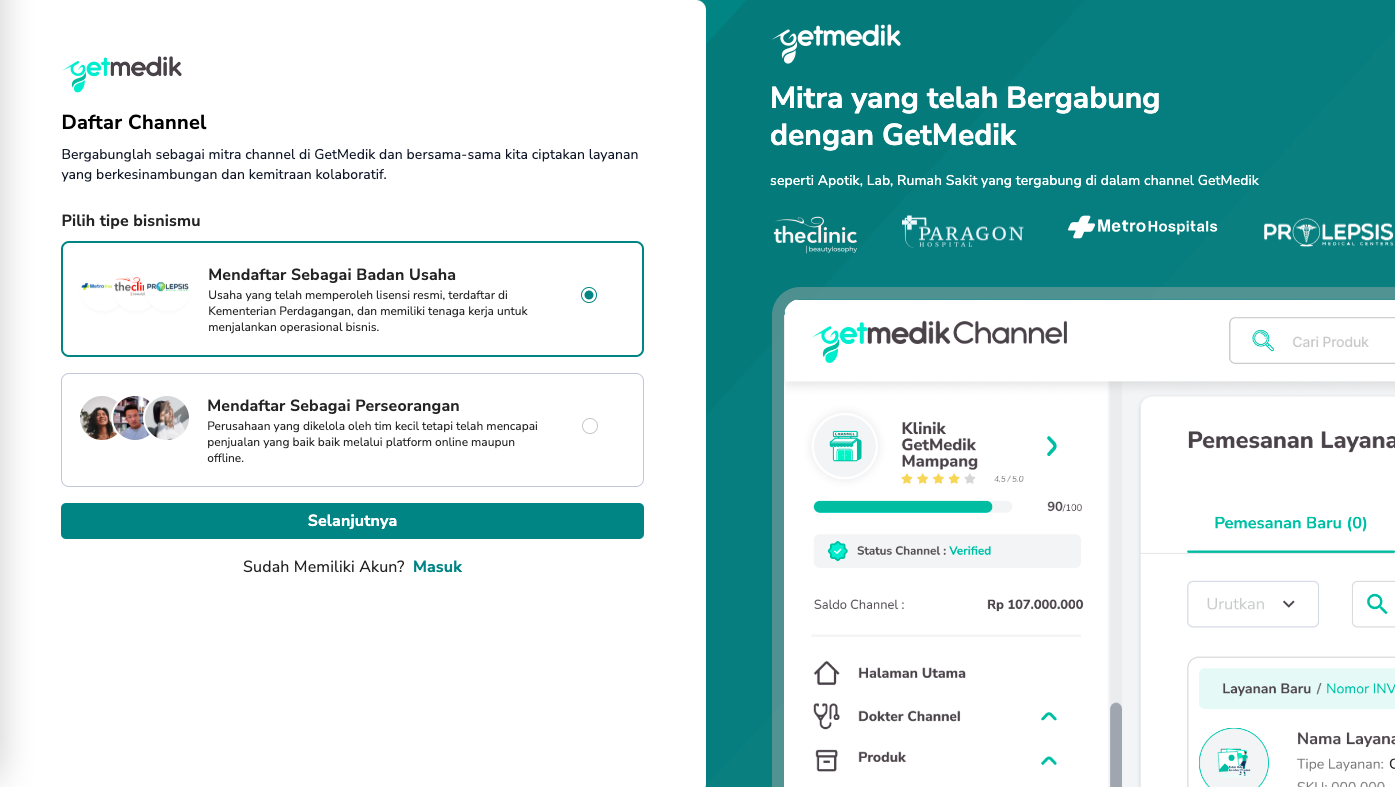 getmedik
Daftar Channel
Bergabunglah sebagai mitra channel di GetMedik dan bersama-sama kita ciptakan layanan
yang berkesinambungan dan kemitraan kolaboratif.
Pilih tipe bisnismu
theclin
PROLEPSIS
Mendaftar Sebagai Badan Usaha
Usaha yang telah memperoleh lisensi resmi, terdaftar di
Kementerian Perdagangan, dan memiliki tenaga kerja untuk
menjalankan operasional bisnis.
Mendaftar Sebagai Perseorangan
Perusahaan yang dikelola oleh tim kecil tetapi telah mencapai
penjualan yang baik baik melalui platform online maupun
offline.
Selanjutnya
Sudah Memiliki Akun? Masuk
getmedik
Mitra yang telah Bergabung
dengan GetMedik
seperti Apotik, Lab, Rumah Sakit yang tergabung di dalam channel GetMedik
theclinic
beautylosophy
PARAGON
HOSPITAL
MetroHospitals
PROLEPSIS
MEDICAL CENTERS
getmedik Channel
Cari Produk
Klinik
GetMedik
Mampang
4.5 / 5.0
90/100
Status Channel : Verified
Saldo Channel :
Rp 107.000.000
Halaman Utama
Dokter Channel
Produk
Pemesanan Layana
Pemesanan Baru (0)
Urutkan
Layanan Baru / Nomor INV
Nama Layana
Tipe Layanan:
SKU: 000.000